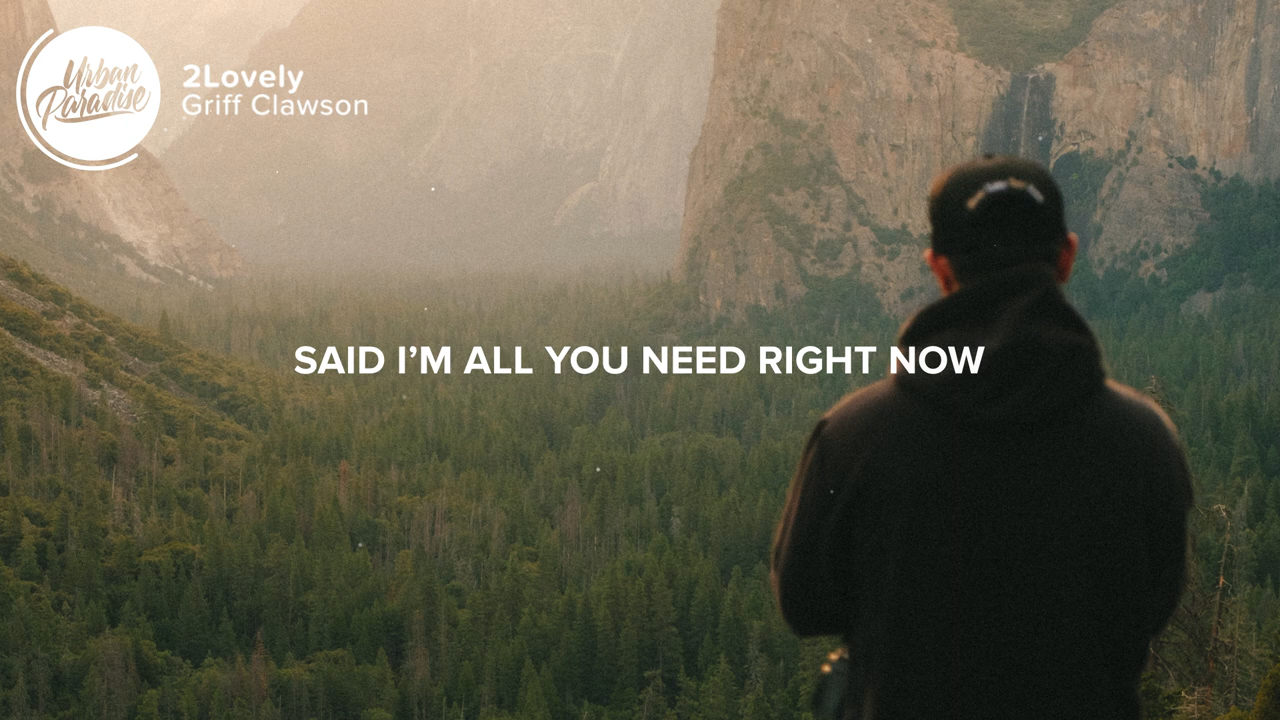 Urban
Paradise
2Lovely
Griff Clawson
SAID I’M ALL YOU NEED RIGHT NOW